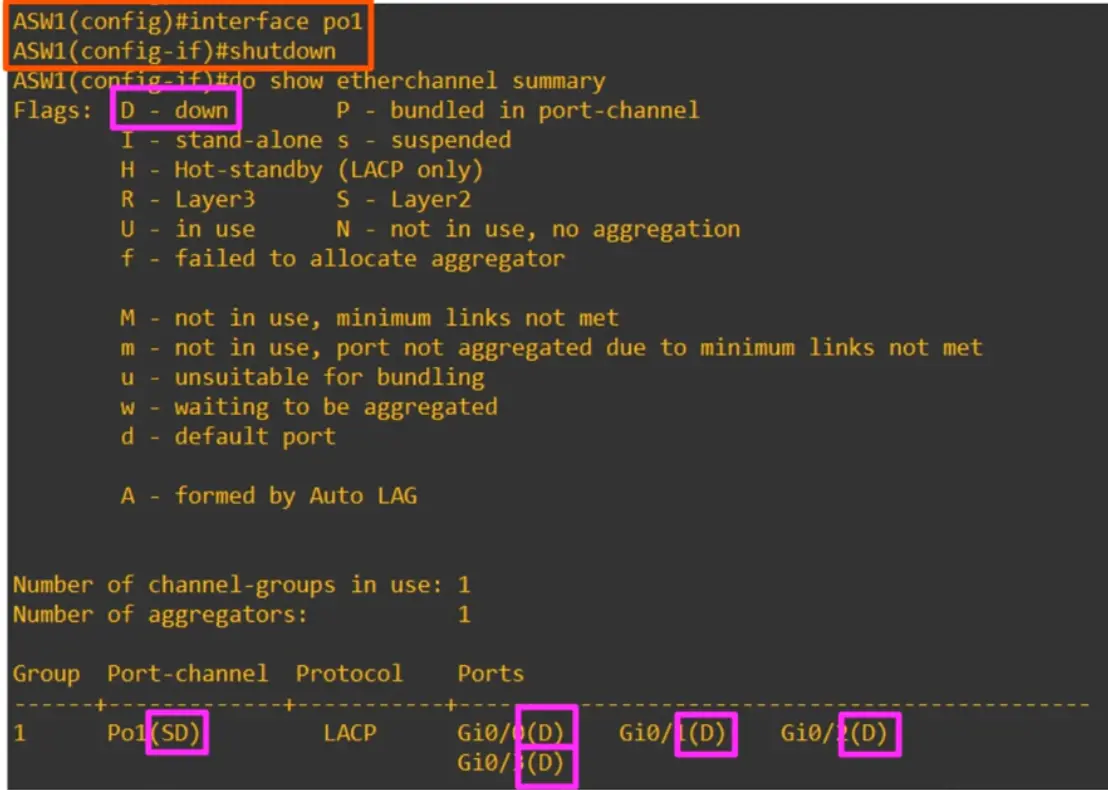 ASW1(config)#interface po1
ASW1(config-if)#shutdown
ASW1(config-if)#do show etherchannel summary
Flags:  D - down        P - bundled in port-channel
        I - stand-alone s - suspended
        H - Hot-standby (LACP only)
        R - Layer3      S - Layer2
        U - in use      N - not in use, no aggregation
        f - failed to allocate aggregator
        M - not in use, minimum links not met
        m - not in use, port not aggregated due to minimum links not met
        u - unsuitable for bundling
        w - waiting to be aggregated
        d - default port
        A - formed by Auto LAG
Number of channel-groups in use: 1
Number of aggregators:           1
Group  Port-channel  Protocol    Ports
------+-------------+-----------+-----------------------------------------------
1      Po1(SD)         LACP      Gi0/0(D)    Gi0/1(D)    Gi0/2(D)
                                 Gi0/3(D)